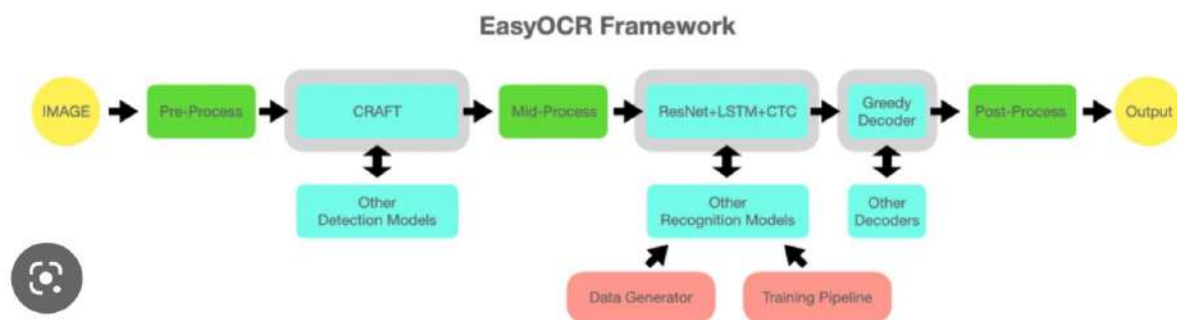 EasyOCR Framework
IMAGE
Pre-Process
CRAFT
Mid-Process
ResNet+LSTM+CTC
Greedy
Decoder
Post-Process
Output
Other
Detection Models
Other
Recognition Models
Other
Decoders
Data Generator
Training Pipeline